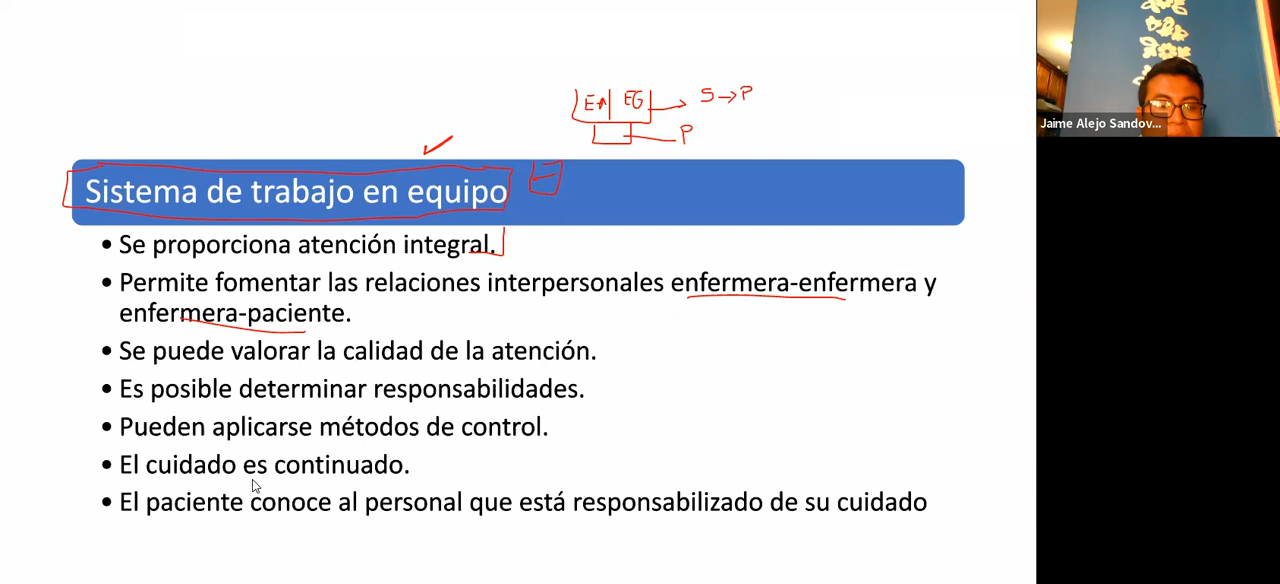 EA EG → S → P
P
Jaime Alejo Sandov...
Sistema de trabajo en equipo
• Se proporciona atención integral.
• Permite fomentar las relaciones interpersonales enfermera-enfermera y
enfermera-paciente.
• Se puede valorar la calidad de la atención.
• Es posible determinar responsabilidades.
• Pueden aplicarse métodos de control.
• El cuidado es continuado.
• El paciente conoce al personal que está responsabilizado de su cuidado